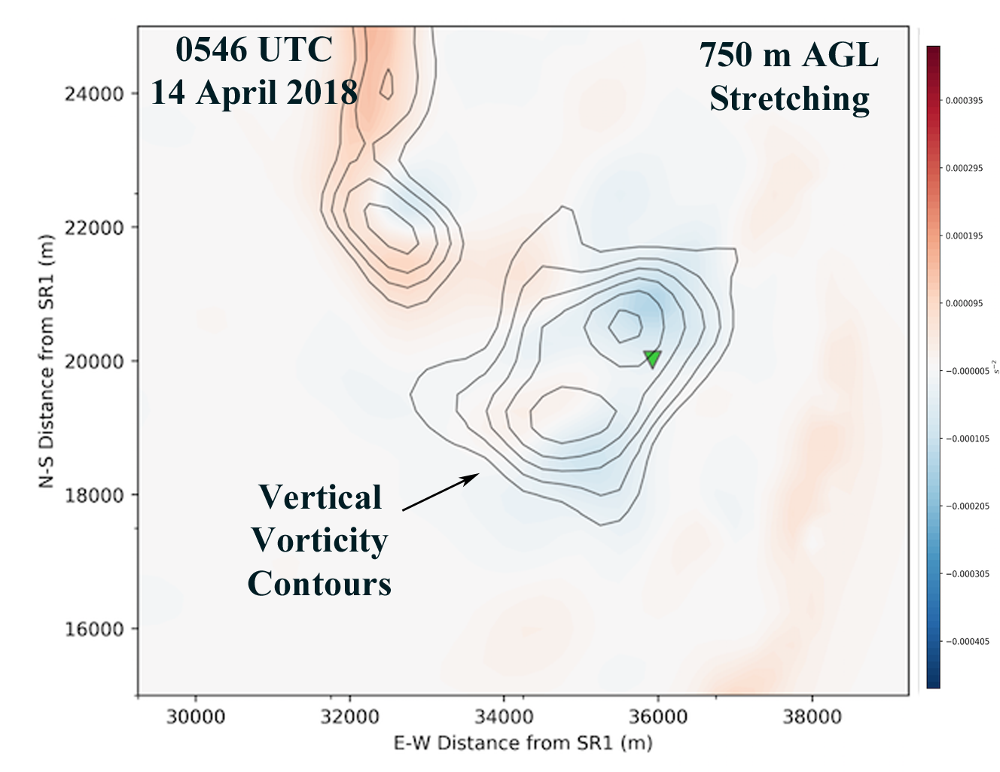 0546 UTC
14 April 2018
750 m AGL
Stretching
24000
22000
20000
18000
16000
N-S Distance from SR1 (m)
Vertical
Vorticity
Contours
30000
32000
34000
36000
38000
E-W Distance from SR1 (m)
0.000395
0.000295
0.000195
0.000095
−0.000005
−0.000105
−0.000205
−0.000305
−0.000405
s⁻²